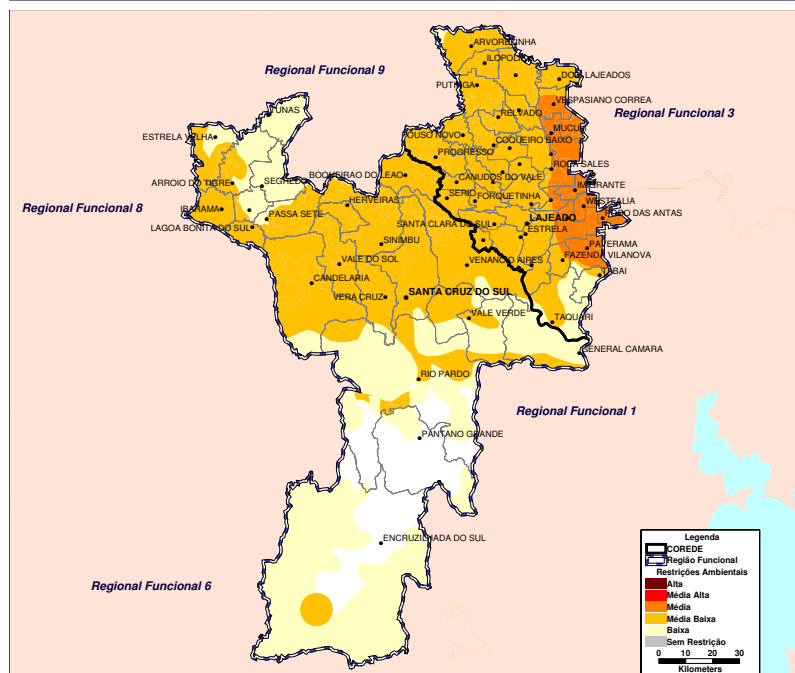 ARVOREZINHA
ILOPOLIS
Regional Funcional 9
DOIS LAJEADOS
PUTINGA
TUNAS
VESPASIANO CORREA
RELVADO
Regional Funcional 3
MUCUM
ESTRELA VELHA
POUSO NOVO
COQUEIRO BAIXO
PROGRESSO
ROCA SALES
BOQUEIRAO DO LEAO
CANUDOS DO VALE
ARROIO DO TIGRE
SEGREDO
IMIGRANTE
SERIO
FORQUETINHA
WESTFALIA
HERVEIRAS
Regional Funcional 8
IBARAMA
PASSA SETE
LAJEADO
POCO DAS ANTAS
LAGOA BONITA DO SUL
SANTA CLARA DO SUL
ESTRELA
SINIMBU
PAVERAMA
FAZENDA VILANOVA
VALE DO SOL
VENANCIO AIRES
TABAI
CANDELARIA
VERA CRUZ
SANTA CRUZ DO SUL
VALE VERDE
TAQUARI
GENERAL CAMARA
RIO PARDO
Regional Funcional 1
PANTANO GRANDE
ENCRUZILHADA DO SUL
Regional Funcional 6
Legenda
COREDE
Região Funcional
Restrições Ambientais
Alta
Média Alta
Média
Média Baixa
Baixa
Sem Restrição
0 10 20 30
Kilometers